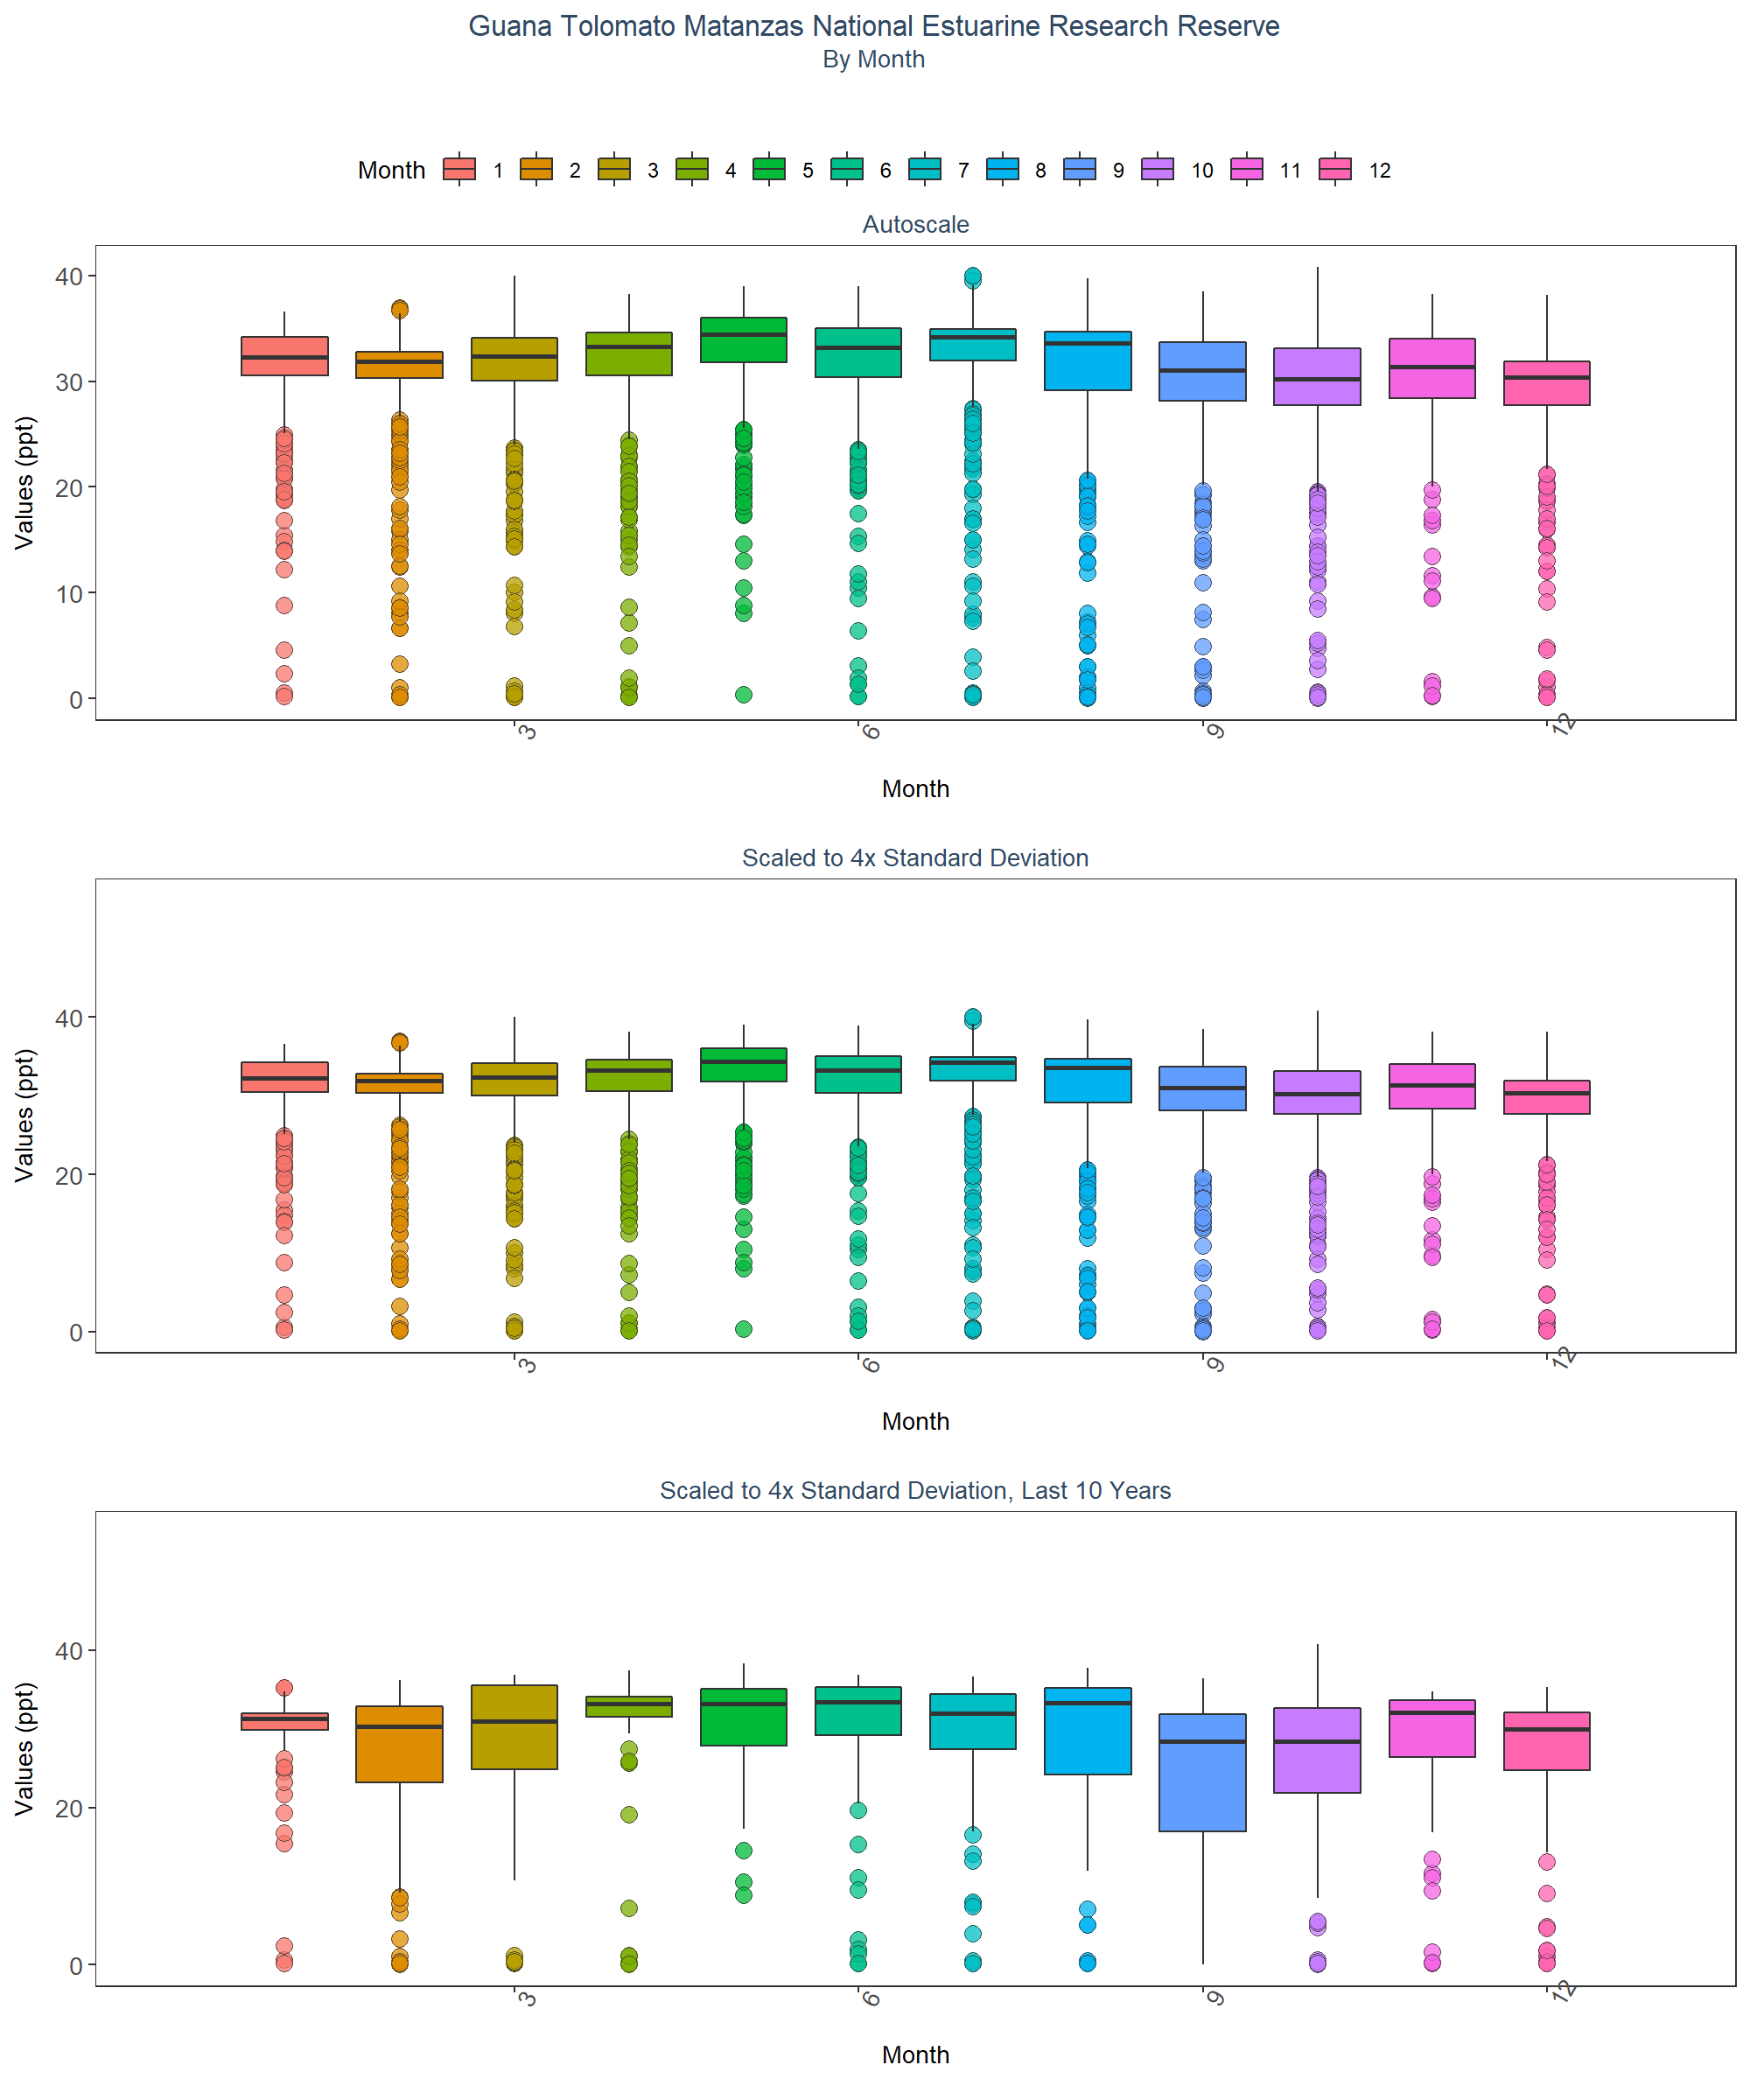 Guana Tolomato Matanzas National Estuarine Research Reserve
By Month
Month 1 2 3 4 5 6 7 8 9 10 11 12
Autoscale
Values (ppt)
40
30
20
10
0
3 6 9 12
Month
Scaled to 4x Standard Deviation
Values (ppt)
40
20
0
3 6 9 12
Month
Scaled to 4x Standard Deviation, Last 10 Years
Values (ppt)
40
20
0
3 6 9 12
Month